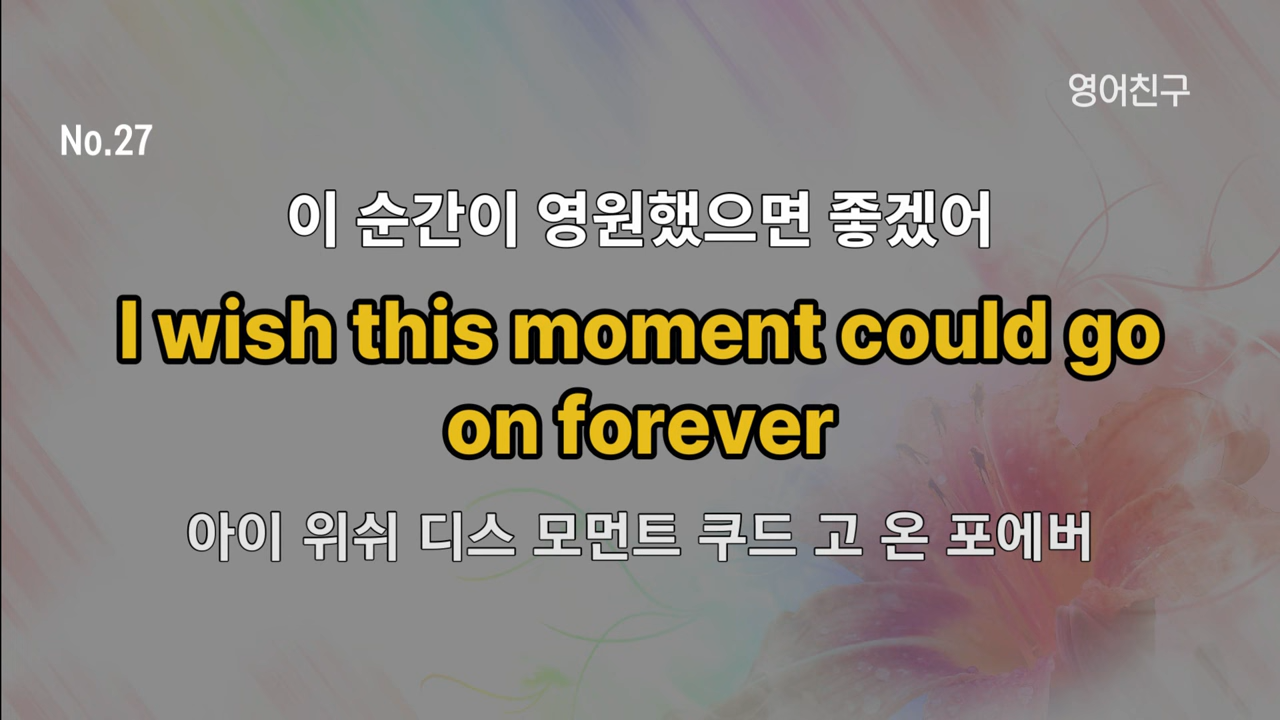 영어친구
No.27
이 순간이 영원했으면 좋겠어
I wish this moment could go
on forever
아이 위쉬 디스 모먼트 쿠드 고 온 포에버